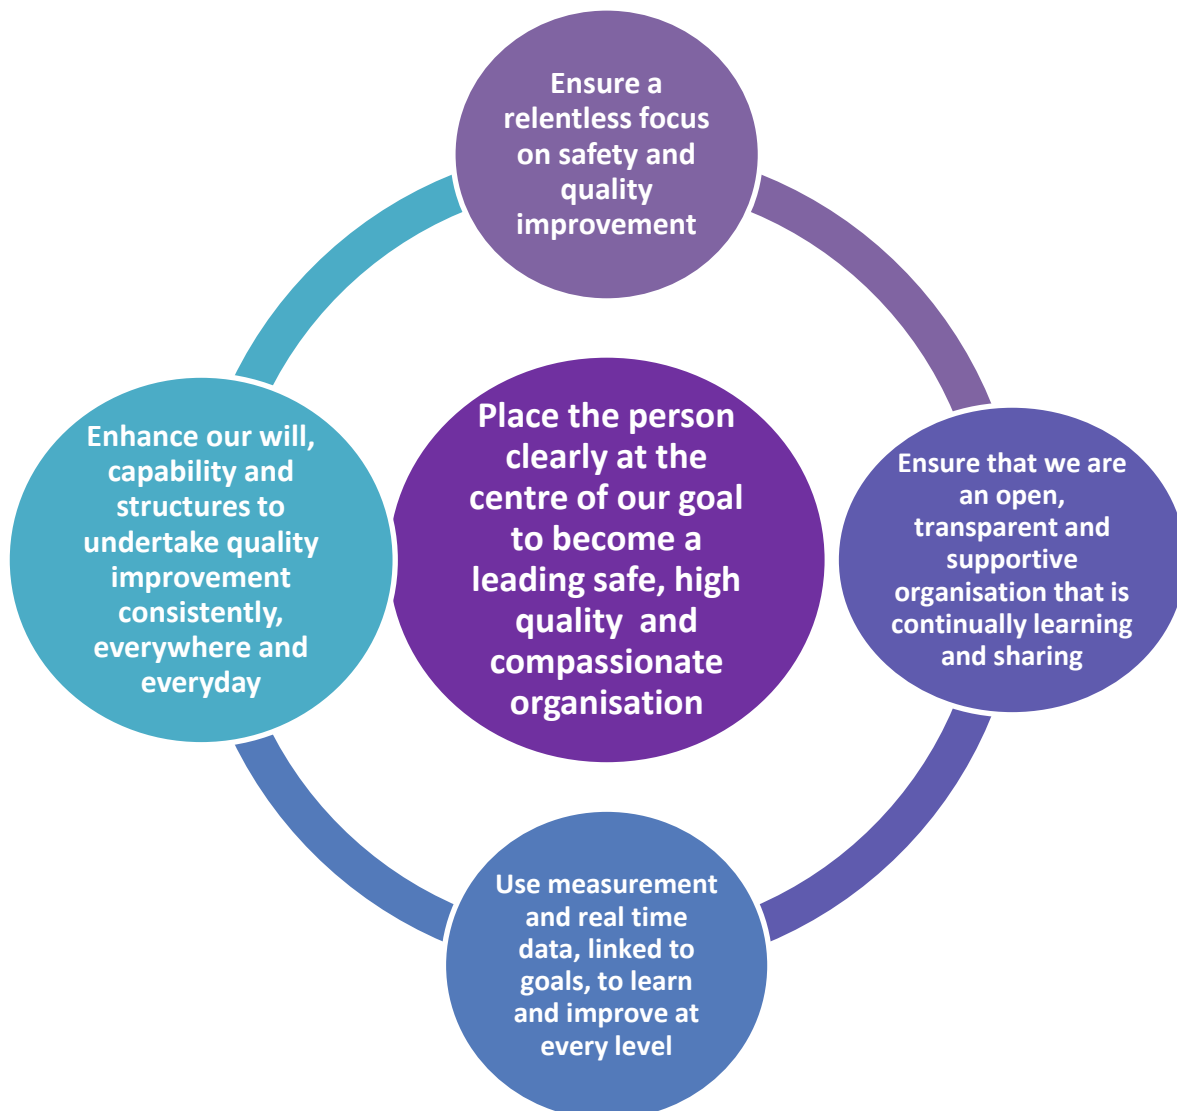 Ensure a
relentless focus
on safety and
quality
improvement
Place the person
clearly at the
centre of our goal
to become a
leading safe, high
quality  and
compassionate
organisation
Enhance our will,
capability and
structures to
undertake quality
improvement
consistently,
everywhere and
everyday
Ensure that we are
an open,
transparent and
supportive
organisation that is
continually learning
and sharing
Use measurement
and real time
data, linked to
goals, to learn
and improve at
every level